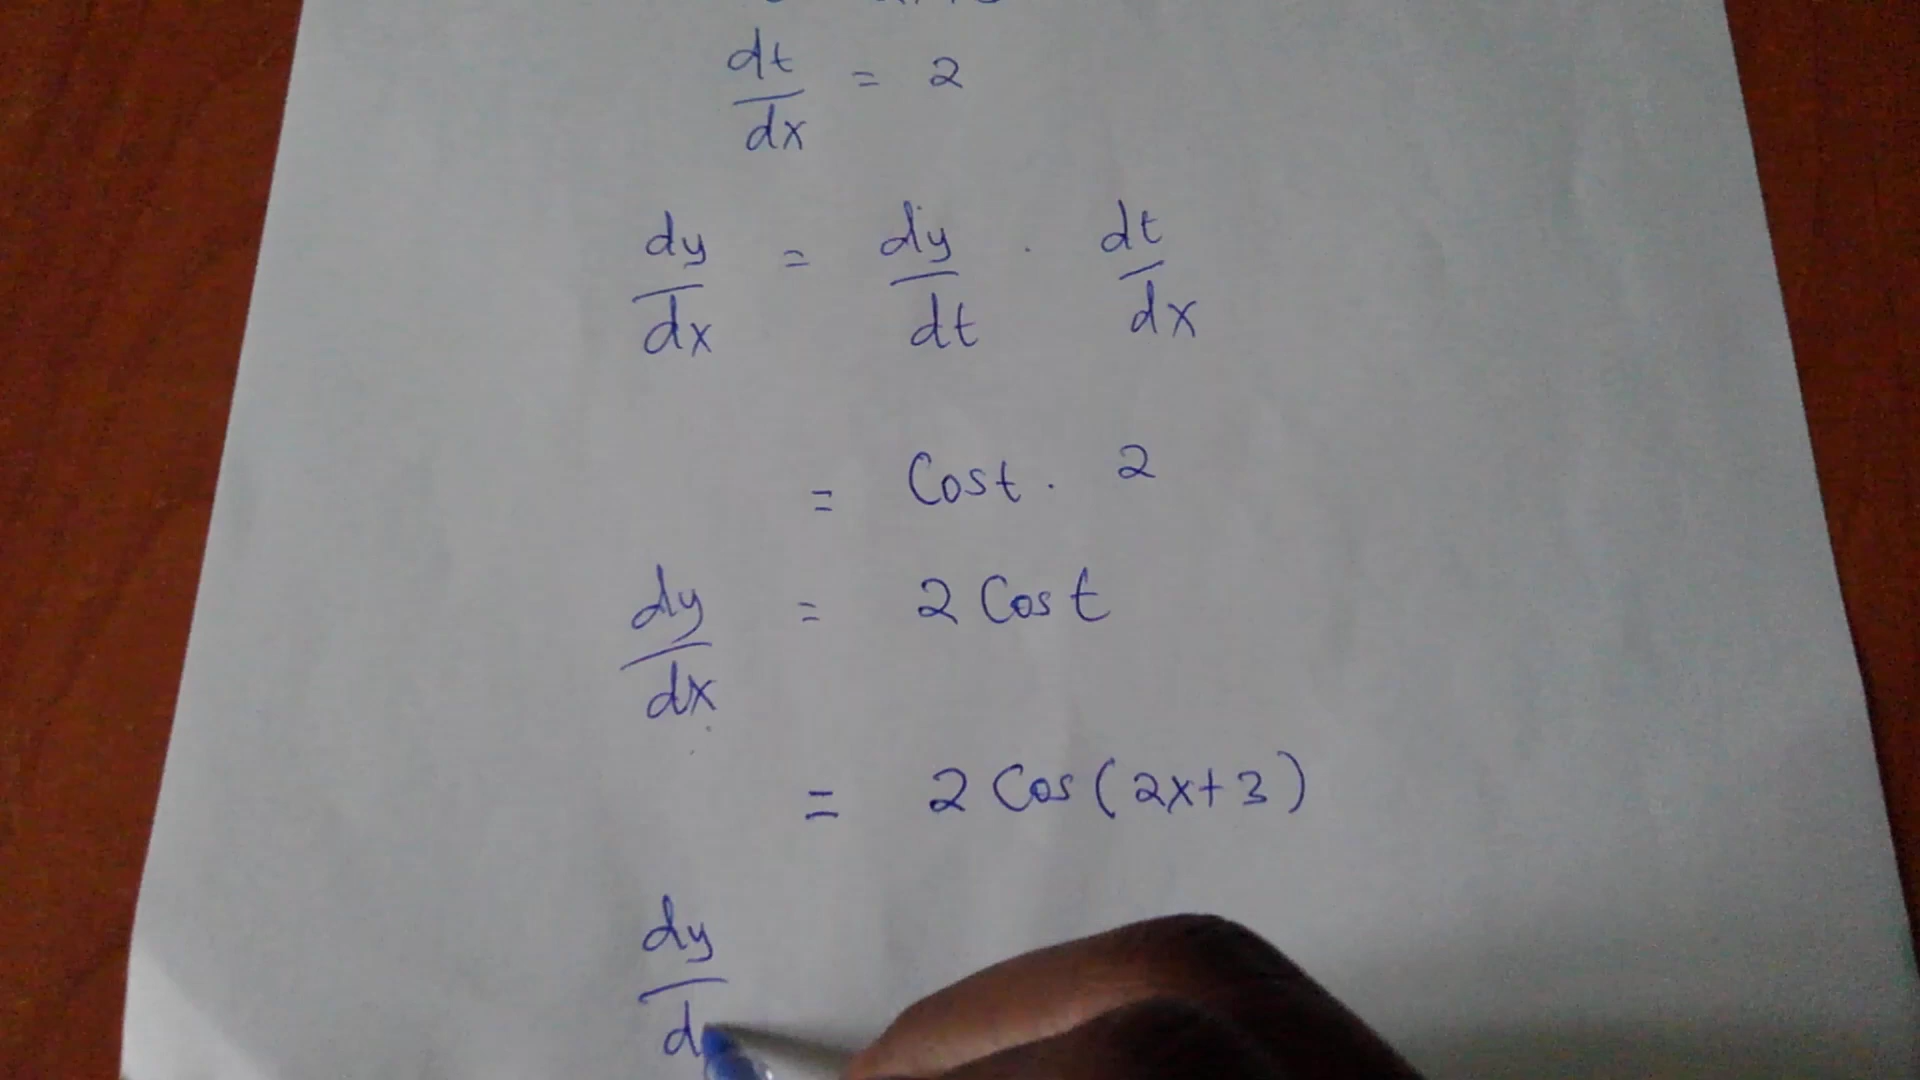 dt/dx = 2
dy/dx = dy/dt . dt/dx
= Cost . 2
dy/dx = 2 Cos t
= 2 Cos (2x+3)
dy/d